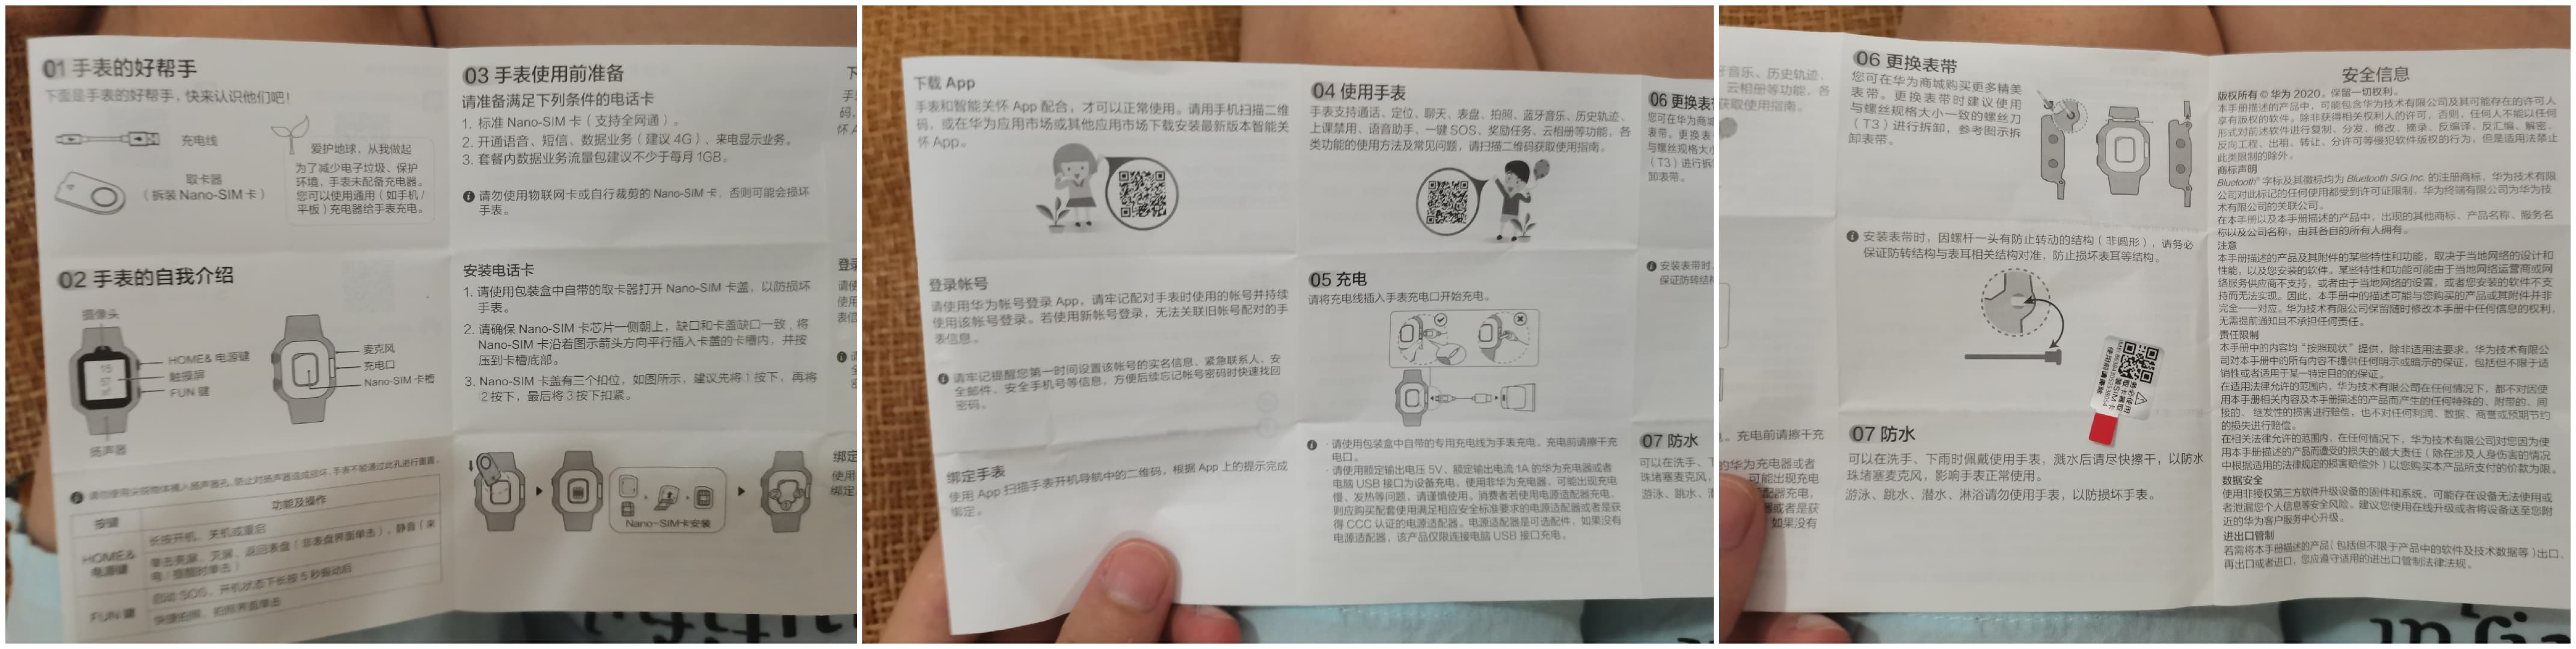 01 手表的好帮手
下面是手表的好帮手，快来认识他们吧！
充电线
取卡器
（拆装 Nano-SIM 卡）
爱护地球，从我做起
为了减少电子垃圾、保护
环境，手表未配备充电器。
您可以使用通用（如手机/
平板）充电器给手表充电。
02 手表的自我介绍
摄像头
HOME& 电源键
触摸屏
FUN 键
扬声器
麦克风
充电口
Nano-SIM 卡槽
请勿使用尖锐物体插入扬声器孔，防止对扬声器造成损坏，手表不能通过此孔进行重置。
按键
功能及操作
HOME&
电源键
长按开机、关机或重启
单击亮屏、灭屏、返回表盘（非表盘界面单击），静音（来
电/提醒时单击）
FUN 键
启动 SOS，开机状态下长按 5 秒振动后
快捷拍照，拍照界面单击
03 手表使用前准备
请准备满足下列条件的电话卡
1. 标准 Nano-SIM 卡（支持全网通）。
2. 开通语音、短信、数据业务（建议 4G）、来电显示业务。
3. 套餐内数据业务流量包建议不少于每月 1GB。
请勿使用物联网卡或自行裁剪的 Nano-SIM 卡，否则可能会损坏
手表。
安装电话卡
1. 请使用包装盒中自带的取卡器打开 Nano-SIM 卡盖，以防损坏
手表。
2. 请确保 Nano-SIM 卡芯片一侧朝上，缺口和卡盖缺口一致，将
Nano-SIM 卡沿着图示箭头方向平行插入卡盖的卡槽内，并按
压到卡槽底部。
3. Nano-SIM 卡盖有三个扣位，如图所示，建议先将 1 按下，再将
2 按下，最后将 3 按下扣紧。
Nano-SIM卡安装
下载 App
手表和智能关怀 App 配合，才可以正常使用。请用手机扫描二维
码，或在华为应用市场或其他应用市场下载安装最新版本智能关
怀 App。
登录帐号
请使用华为帐号登录 App，请牢记配对手表时使用的帐号并持续
使用该帐号登录。若使用新帐号登录，无法关联旧帐号配对的手
表信息。
请牢记提醒您第一时间设置该帐号的实名信息、紧急联系人、安
全邮件、安全手机号等信息，方便后续忘记帐号密码时快速找回
密码。
绑定手表
使用 App 扫描手表开机导航中的二维码，根据 App 上的提示完成
绑定。
04 使用手表
手表支持通话、定位、聊天、表盘、拍照、蓝牙音乐、历史轨迹、
上课禁用、语音助手、一键 SOS、奖励任务、云相册等功能，各
类功能的使用方法及常见问题，请扫描二维码获取使用指南。
05 充电
请将充电线插入手表充电口开始充电。
· 请使用包装盒中自带的专用充电线为手表充电，充电前请擦干充
电口。
· 请使用额定输出电压 5V，额定输出电流 1A 的华为充电器或者
电脑 USB 接口为设备充电，使用非华为充电器，可能出现充电
慢、发热等问题，请谨慎使用。消费者若使用电源适配器充电，
则应购买配套使用满足相应安全标准要求的电源适配器或者是获
得 CCC 认证的电源适配器。电源适配器是可选配件，如果没有
电源适配器，该产品仅限连接电脑 USB 接口充电。
06 更换表带
您可在华为商城购买更多精美
表带。更换表带时建议使用
与螺丝规格大小一致的螺丝刀
（T3）进行拆卸，参考图示拆
卸表带。
安装表带时，因螺杆一头有防止转动的结构（非圆形），请务必
保证防转结构与表耳相关结构对准，防止损坏表耳等结构。
07 防水
可以在洗手、下雨时佩戴使用手表，溅水后请尽快擦干，以防水
珠堵塞麦克风，影响手表正常使用。
游泳、跳水、潜水、淋浴请勿使用手表，以防损坏手表。
安全信息
版权所有 © 华为 2020。保留一切权利。
本手册描述的产品中，可能包含华为技术有限公司及其可能存在的许可人
享有版权的软件。除非获得相关权利人的许可，否则，任何人不能以任何
形式对前述软件进行复制、分发、修改、摘录、反编译、反汇编、解密、
反向工程、出租、转让、分许可等侵犯软件版权的行为，但是适用法禁止
此类限制的除外。
商标声明
Bluetooth® 字标及其徽标均为 Bluetooth SIG,Inc. 的注册商标，华为技术有限
公司对此标记的任何使用都受到许可证限制，华为终端有限公司为华为技
术有限公司的关联公司。
在本手册以及本手册描述的产品中，出现的其他商标、产品名称、服务名
称以及公司名称，由其各自的所有人拥有。
注意
本手册描述的产品及其附件的某些特性和功能，取决于当地网络的设计和
性能，以及您安装的软件。某些特性和功能可能由于当地网络运营商或网
络服务供应商不支持，或者由于当地网络的设置，或者您安装的软件不支
持而无法实现。因此，本手册中的描述可能与您购买的产品或其附件并非
完全一一对应。华为技术有限公司保留随时修改本手册中任何信息的权利，
无需提前通知且不承担任何责任。
责任限制
本手册中的内容均“按照现状”提供，除非适用法要求，华为技术有限公
司对本手册中的所有内容不提供任何明示或暗示的保证，包括但不限于适
销性或者适用于某一特定目的的保证。
在适用法律允许的范围内，华为技术有限公司在任何情况下，都不对因使
用本手册相关内容及本手册描述的产品而产生的任何特殊的、附带的、间
接的、继发性的损害进行赔偿，也不对任何利润、数据、商誉或预期节约
的损失进行赔偿。
在相关法律允许的范围内，在任何情况下，华为技术有限公司对您因为使
用本手册描述的产品而遭受的损失的最大责任（除在涉及人身伤害的情况
中根据适用的法律规定的损害赔偿外）以您购买本产品所支付的价款为限。
数据安全
使用非授权第三方软件升级设备的固件和系统，可能存在设备无法使用或
者泄漏您个人信息等安全风险。建议您使用在线升级或者将设备送至您附
近的华为客户服务中心升级。
进出口管制
若需将本手册描述的产品（包括但不限于产品中的软件及技术数据等）出口、
再出口或者进口，您应遵守适用的进出口管制法律法规。